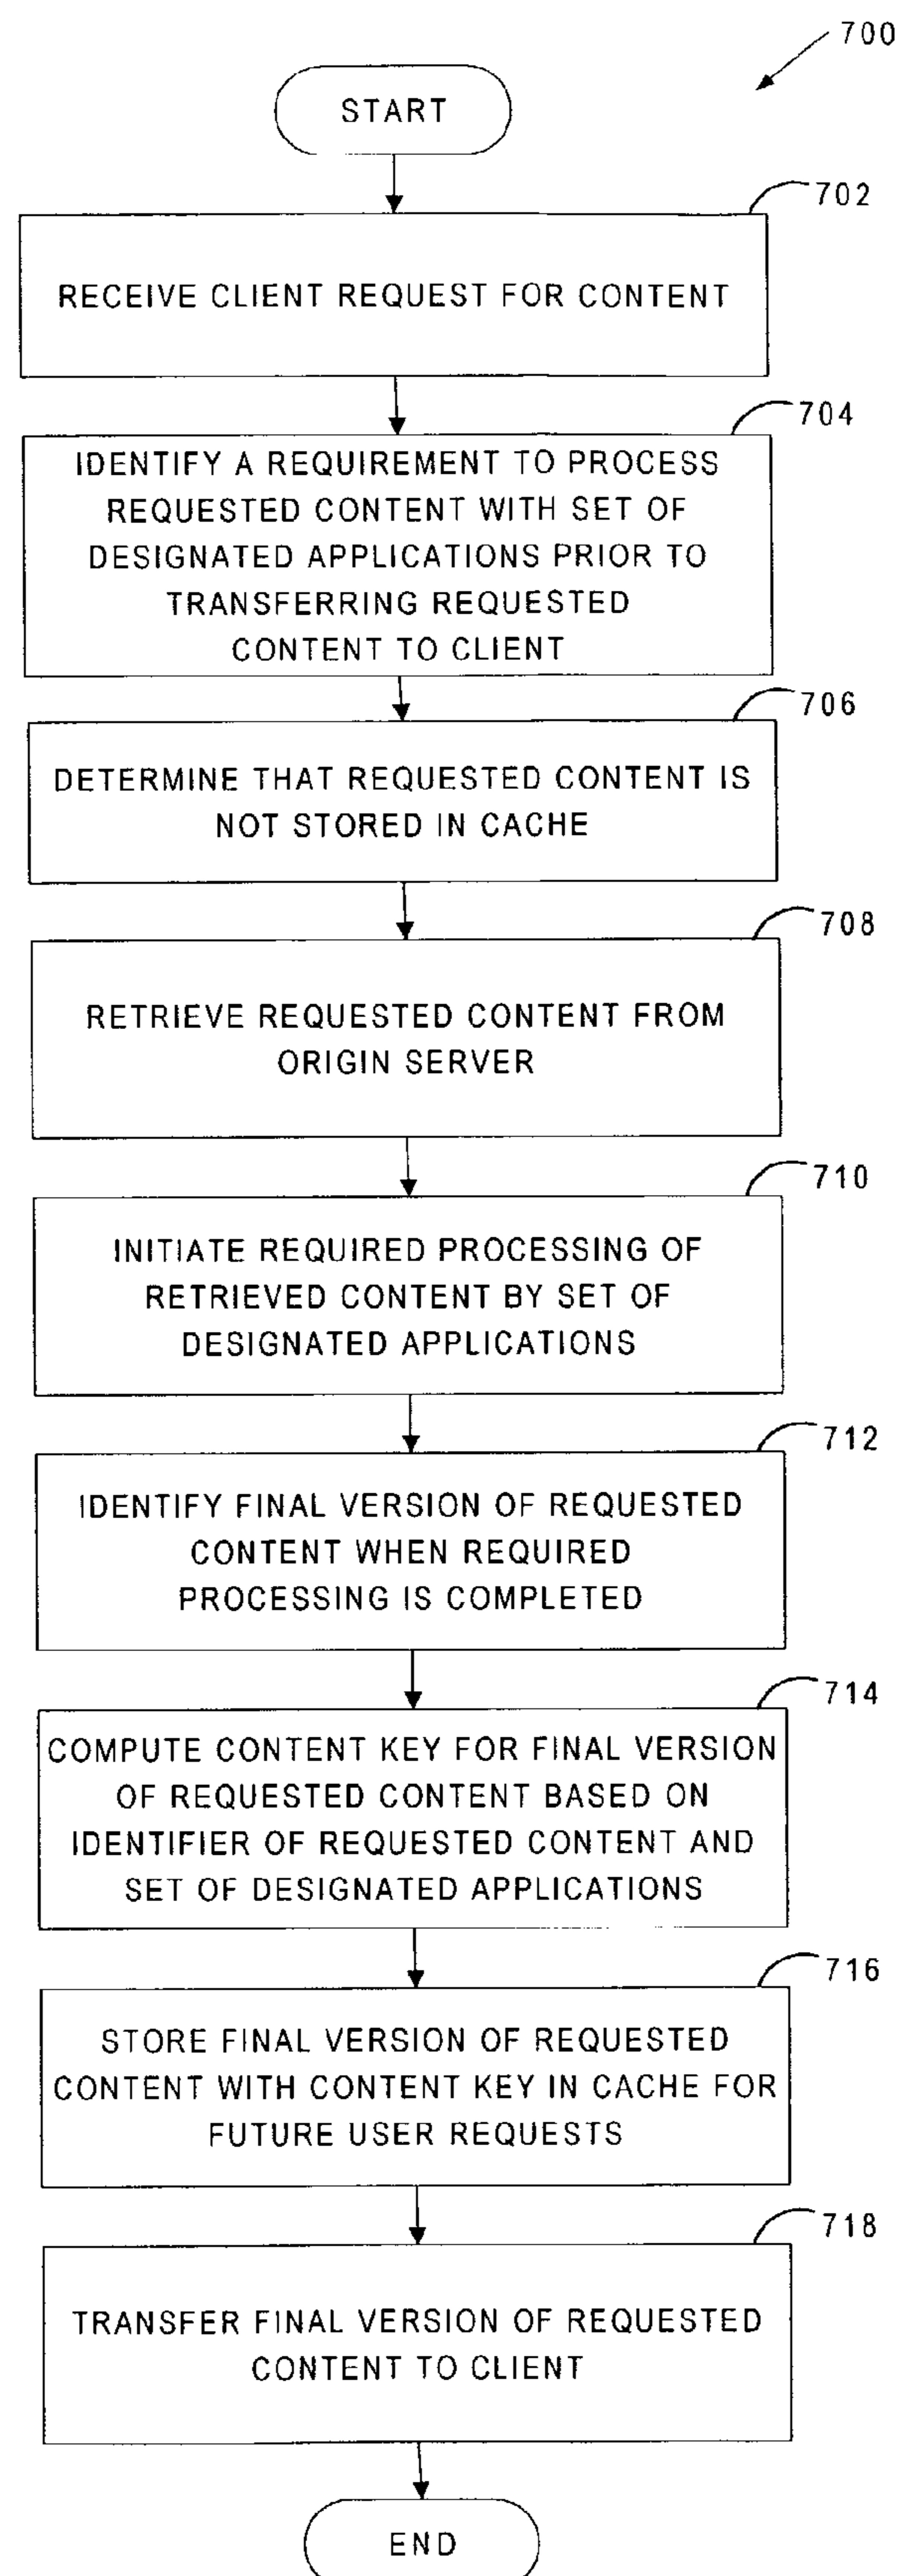 700
START
702
RECEIVE CLIENT REQUEST FOR CONTENT
704
IDENTIFY A REQUIREMENT TO PROCESS
REQUESTED CONTENT WITH SET OF
DESIGNATED APPLICATIONS PRIOR TO
TRANSFERRING REQUESTED
CONTENT TO CLIENT
706
DETERMINE THAT REQUESTED CONTENT IS
NOT STORED IN CACHE
708
RETRIEVE REQUESTED CONTENT FROM
ORIGIN SERVER
710
INITIATE REQUIRED PROCESSING OF
RETRIEVED CONTENT BY SET OF
DESIGNATED APPLICATIONS
712
IDENTIFY FINAL VERSION OF REQUESTED
CONTENT WHEN REQUIRED
PROCESSING IS COMPLETED
714
COMPUTE CONTENT KEY FOR FINAL VERSION
OF REQUESTED CONTENT BASED ON
IDENTIFIER OF REQUESTED CONTENT AND
SET OF DESIGNATED APPLICATIONS
716
STORE FINAL VERSION OF REQUESTED
CONTENT WITH CONTENT KEY IN CACHE FOR
FUTURE USER REQUESTS
718
TRANSFER FINAL VERSION OF REQUESTED
CONTENT TO CLIENT
END